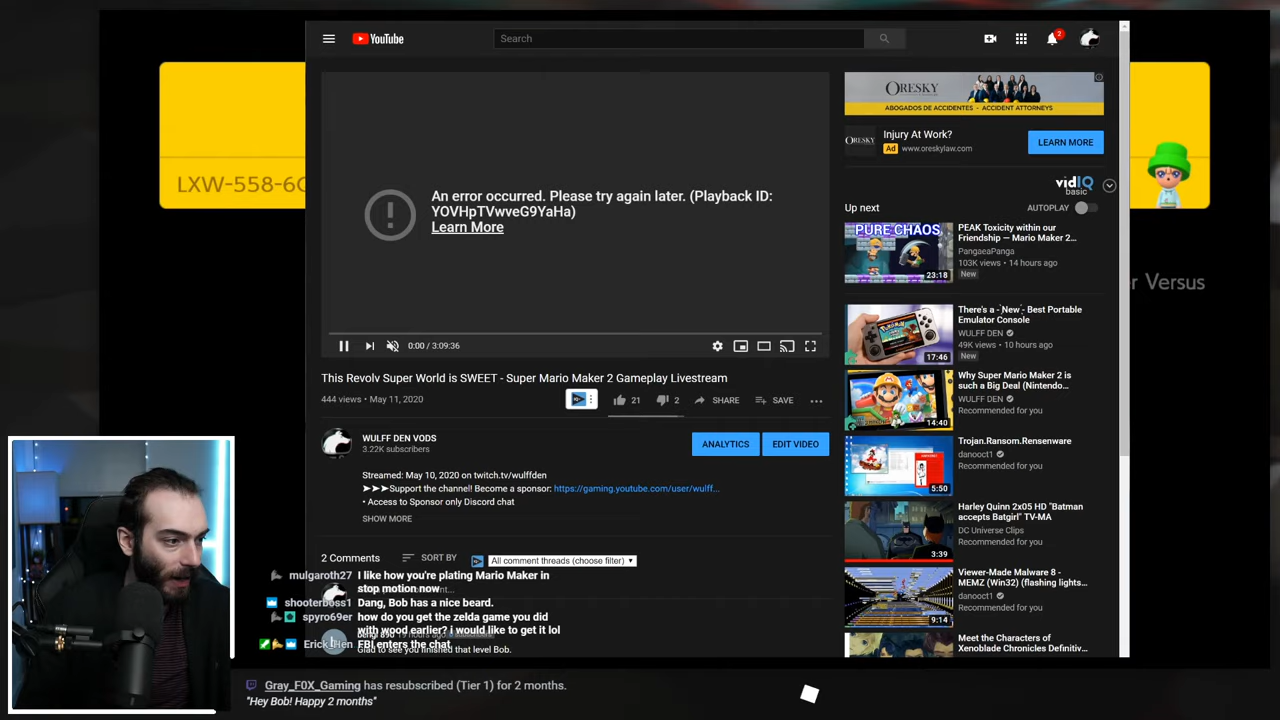 YouTube
Search
2
LXW-558-6
r Versus
An error occurred. Please try again later. (Playback ID:
YOVHpTVwveG9YaHa)
Learn More
0:00 / 3:09:36
This Revolv Super World is SWEET - Super Mario Maker 2 Gameplay Livestream
444 views • May 11, 2020
21
2
SHARE
SAVE
WULFF DEN VODS
3.22K subscribers
ANALYTICS
EDIT VIDEO
Streamed: May 10, 2020 on twitch.tv/wulffden
➤➤➤Support the channel! Become a sponsor: https://gaming.youtube.com/user/wulff...
• Access to Sponsor only Discord chat
SHOW MORE
2 Comments
SORT BY
All comment threads (choose filter)
ORESKY
ABOGADOS DE ACCIDENTES - ACCIDENT ATTORNEYS
ORESKY
Injury At Work?
Ad www.oreskylaw.com
LEARN MORE
vidIQ
basic
Up next
AUTOPLAY
PURE CHAOS
23:18
PEAK Toxicity within our
Friendship — Mario Maker 2...
PangaeaPanga
103K views • 14 hours ago
New
17:46
There's a - New - Best Portable
Emulator Console
WULFF DEN
49K views • 10 hours ago
New
14:40
Why Super Mario Maker 2 is
such a Big Deal (Nintendo...
WULFF DEN
Recommended for you
5:50
Trojan.Ransom.Rensenware
danooct1
Recommended for you
3:39
Harley Quinn 2x05 HD "Batman
accepts Batgirl" TV-MA
DC Universe Clips
Recommended for you
9:14
Viewer-Made Malware 8 -
MEMZ (Win32) (flashing lights...
danooct1
Recommended for you
Meet the Characters of
Xenoblade Chronicles Definitiv...
mulgaroth27 I like how you're plating Mario Maker in
stop motion now
shooterboss1 Dang, Bob has a nice beard.
spyro69er how do you get the zelda game you did
with wood earlier? i would like to get it lol
FBI enters the chat
Glad to see you finished that level Bob.
Gray_F0X_Gaming has resubscribed (Tier 1) for 2 months.
"Hey Bob! Happy 2 months"